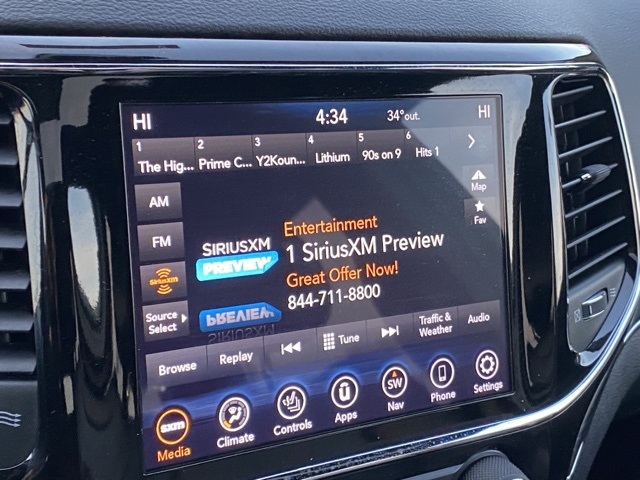 HI 4:34 34° out. HI
1 2 3 4 5 6
The Hig... Prime C... Y2Koun... Lithium 90s on 9 Hits 1
AM
Map
FM
Fav
SiriusXM
Source
Select
SIRIUSXM
PREVIEW
Entertainment
1 SiriusXM Preview
Great Offer Now!
844-711-8800
Browse Replay Tune Traffic & Weather Audio
sxm
Media
Climate
Controls
U
Apps
SW
Nav
Phone
Settings